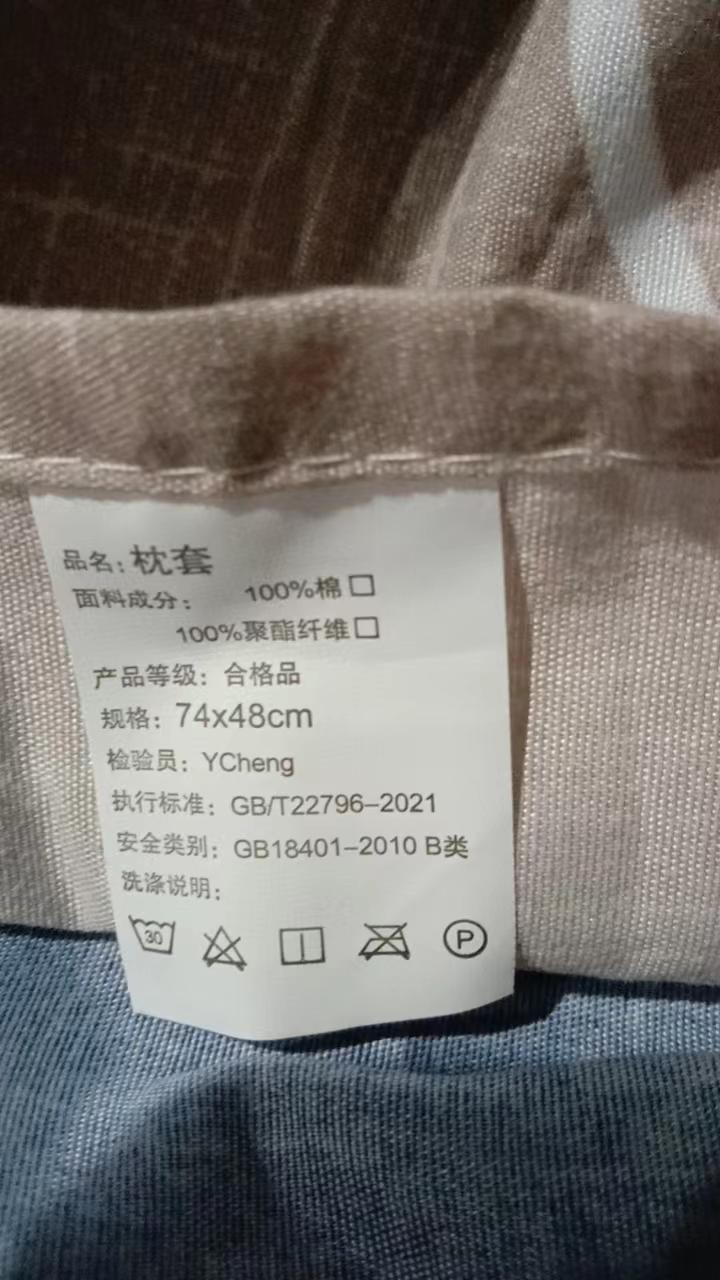 品名：枕套
面料成分： 100%棉□
100%聚酯纤维□
产品等级：合格品
规格：74x48cm
检验员：YCheng
执行标准：GB/T22796-2021
安全类别：GB18401-2010 B类
洗涤说明：
30 P